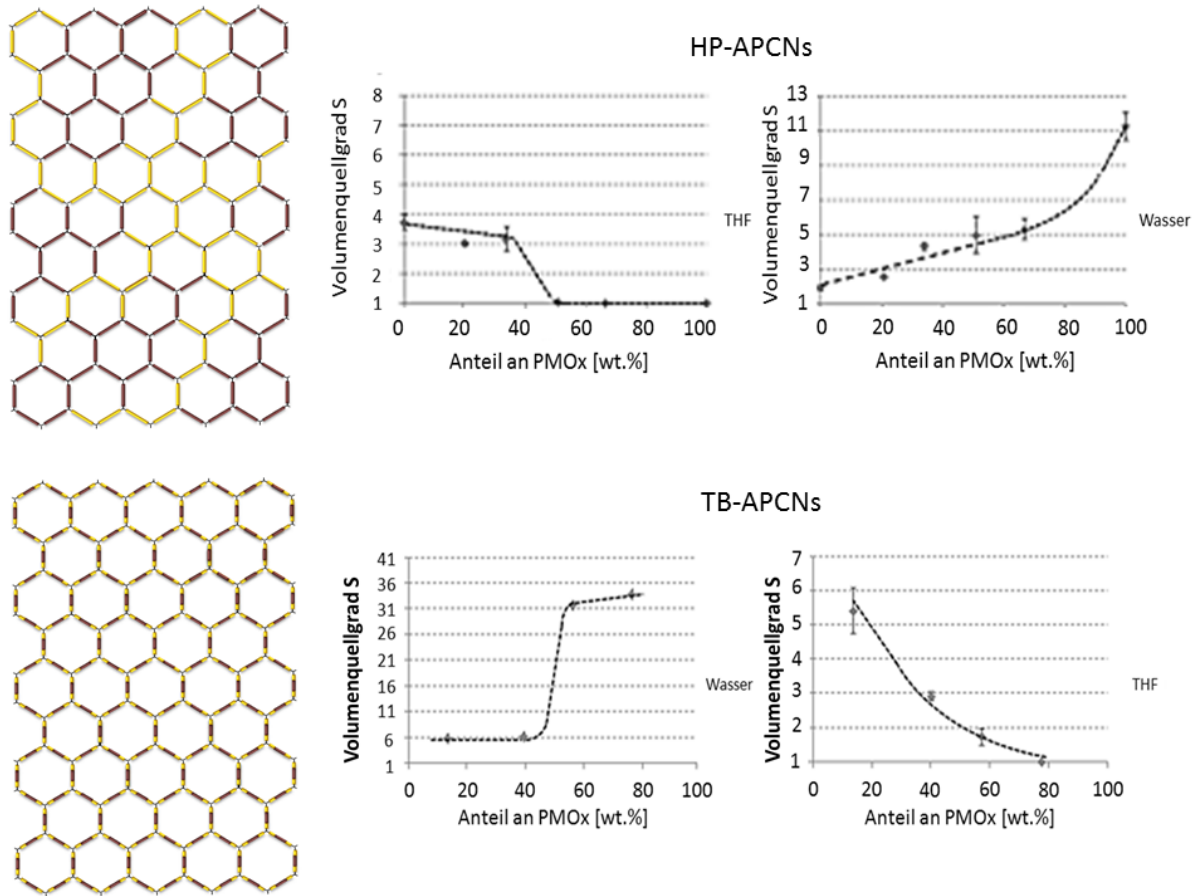 HP-APCNs
Volumenquellgrad S
8
7
6
5
4
3
2
1
0 20 40 60 80 100
Anteil an PMOx [wt.%]
THF
Volumenquellgrad S
13
11
9
7
5
3
1
0 20 40 60 80 100
Anteil an PMOx [wt.%]
Wasser
TB-APCNs
Volumenquellgrad S
41
36
31
26
21
16
11
6
1
0 20 40 60 80 100
Anteil an PMOx [wt.%]
Wasser
Volumenquellgrad S
7
6
5
4
3
2
1
0 20 40 60 80 100
Anteil an PMOx [wt.%]
THF